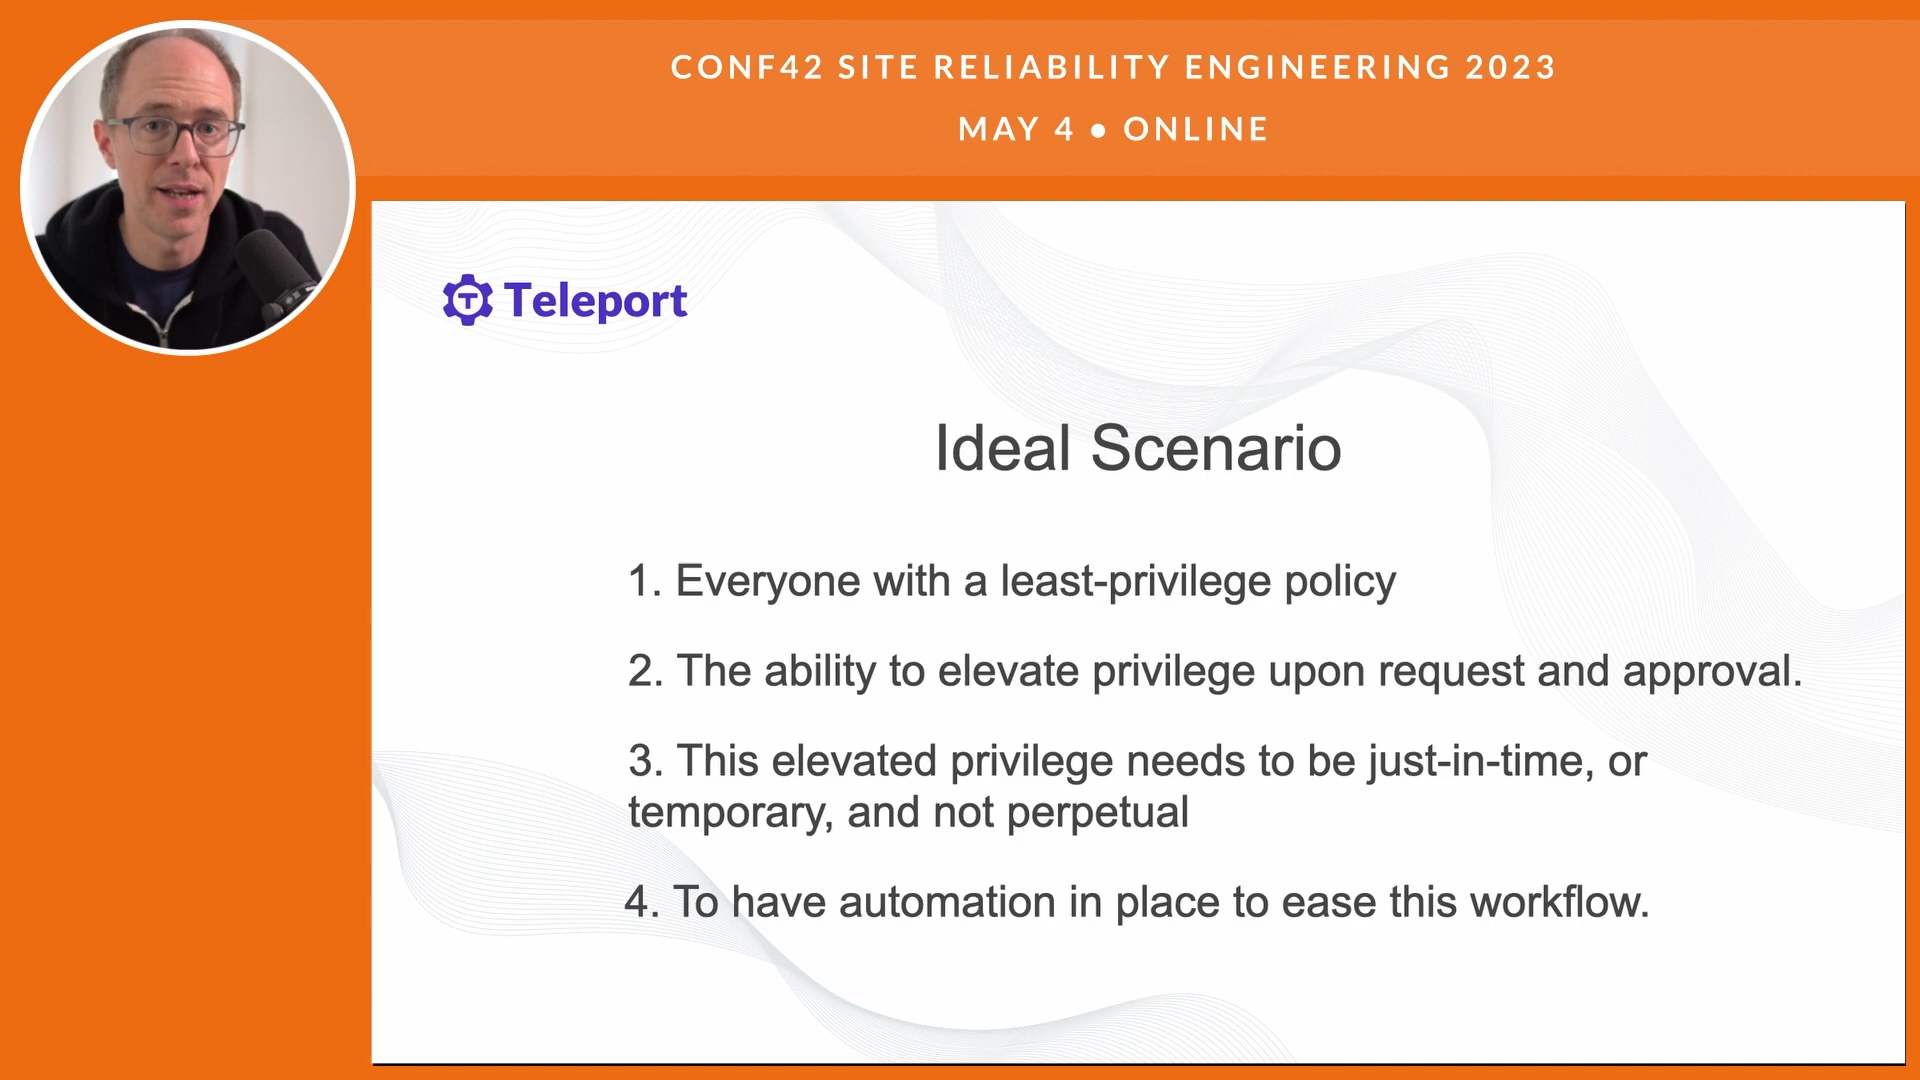 CONF42 SITE RELIABILITY ENGINEERING 2023
MAY 4 • ONLINE
Teleport
Ideal Scenario
1. Everyone with a least-privilege policy
2. The ability to elevate privilege upon request and approval.
3. This elevated privilege needs to be just-in-time, or
temporary, and not perpetual
4. To have automation in place to ease this workflow.